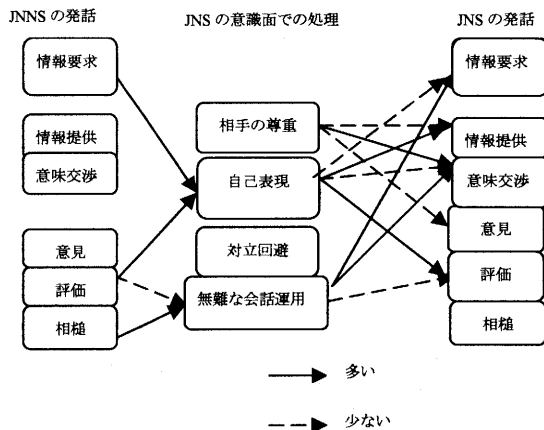 JNNS の発話
JNS の意識面での処理
JNS の発話
情報要求
情報提供
意味交渉
意見
評価
相槌
相手の尊重
自己表現
対立回避
無難な会話運用
情報要求
情報提供
意味交渉
意見
評価
相槌
多い
少ない